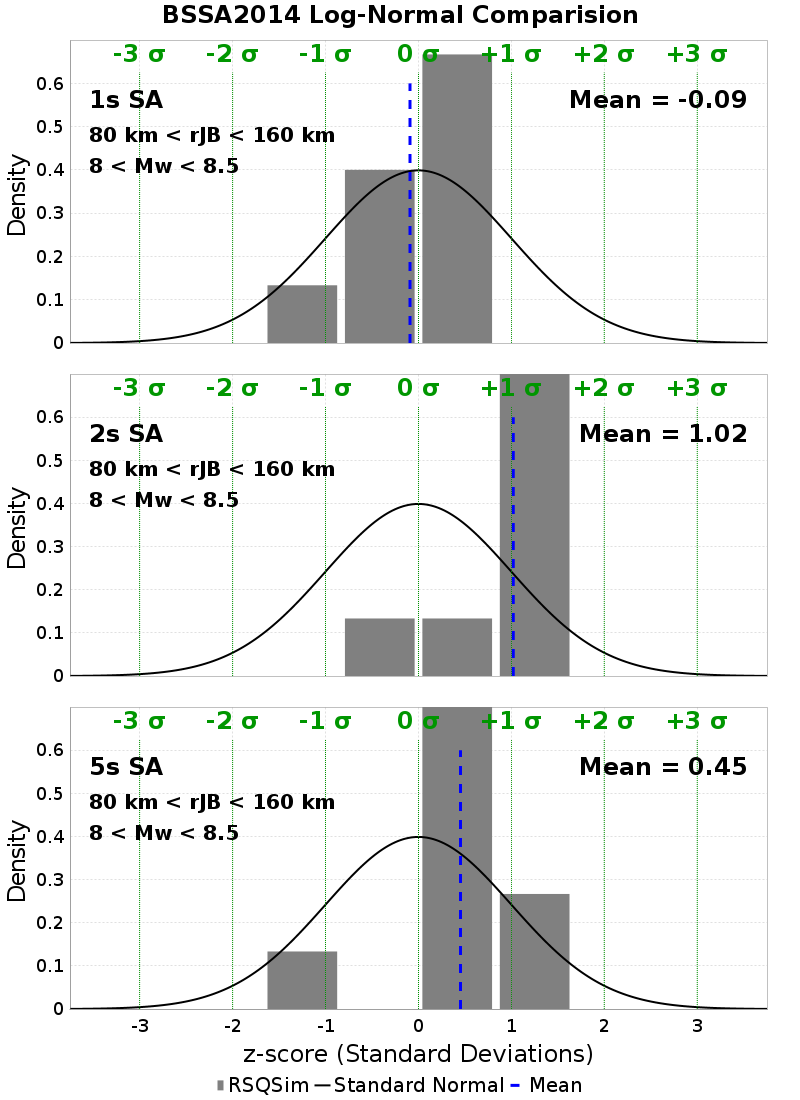 BSSA2014 Log-Normal Comparision
-3 σ -2 σ -1 σ 0 σ +1 σ +2 σ +3 σ
1s SA
Mean = -0.09
80 km < rJB < 160 km
8 < Mw < 8.5
Density
0.6
0.5
0.4
0.3
0.2
0.1
0
-3 σ -2 σ -1 σ 0 σ +1 σ +2 σ +3 σ
2s SA
Mean = 1.02
80 km < rJB < 160 km
8 < Mw < 8.5
Density
0.6
0.5
0.4
0.3
0.2
0.1
0
-3 σ -2 σ -1 σ 0 σ +1 σ +2 σ +3 σ
5s SA
Mean = 0.45
80 km < rJB < 160 km
8 < Mw < 8.5
Density
0.6
0.5
0.4
0.3
0.2
0.1
0
-3 -2 -1 0 1 2 3
z-score (Standard Deviations)
RSQSim Standard Normal Mean